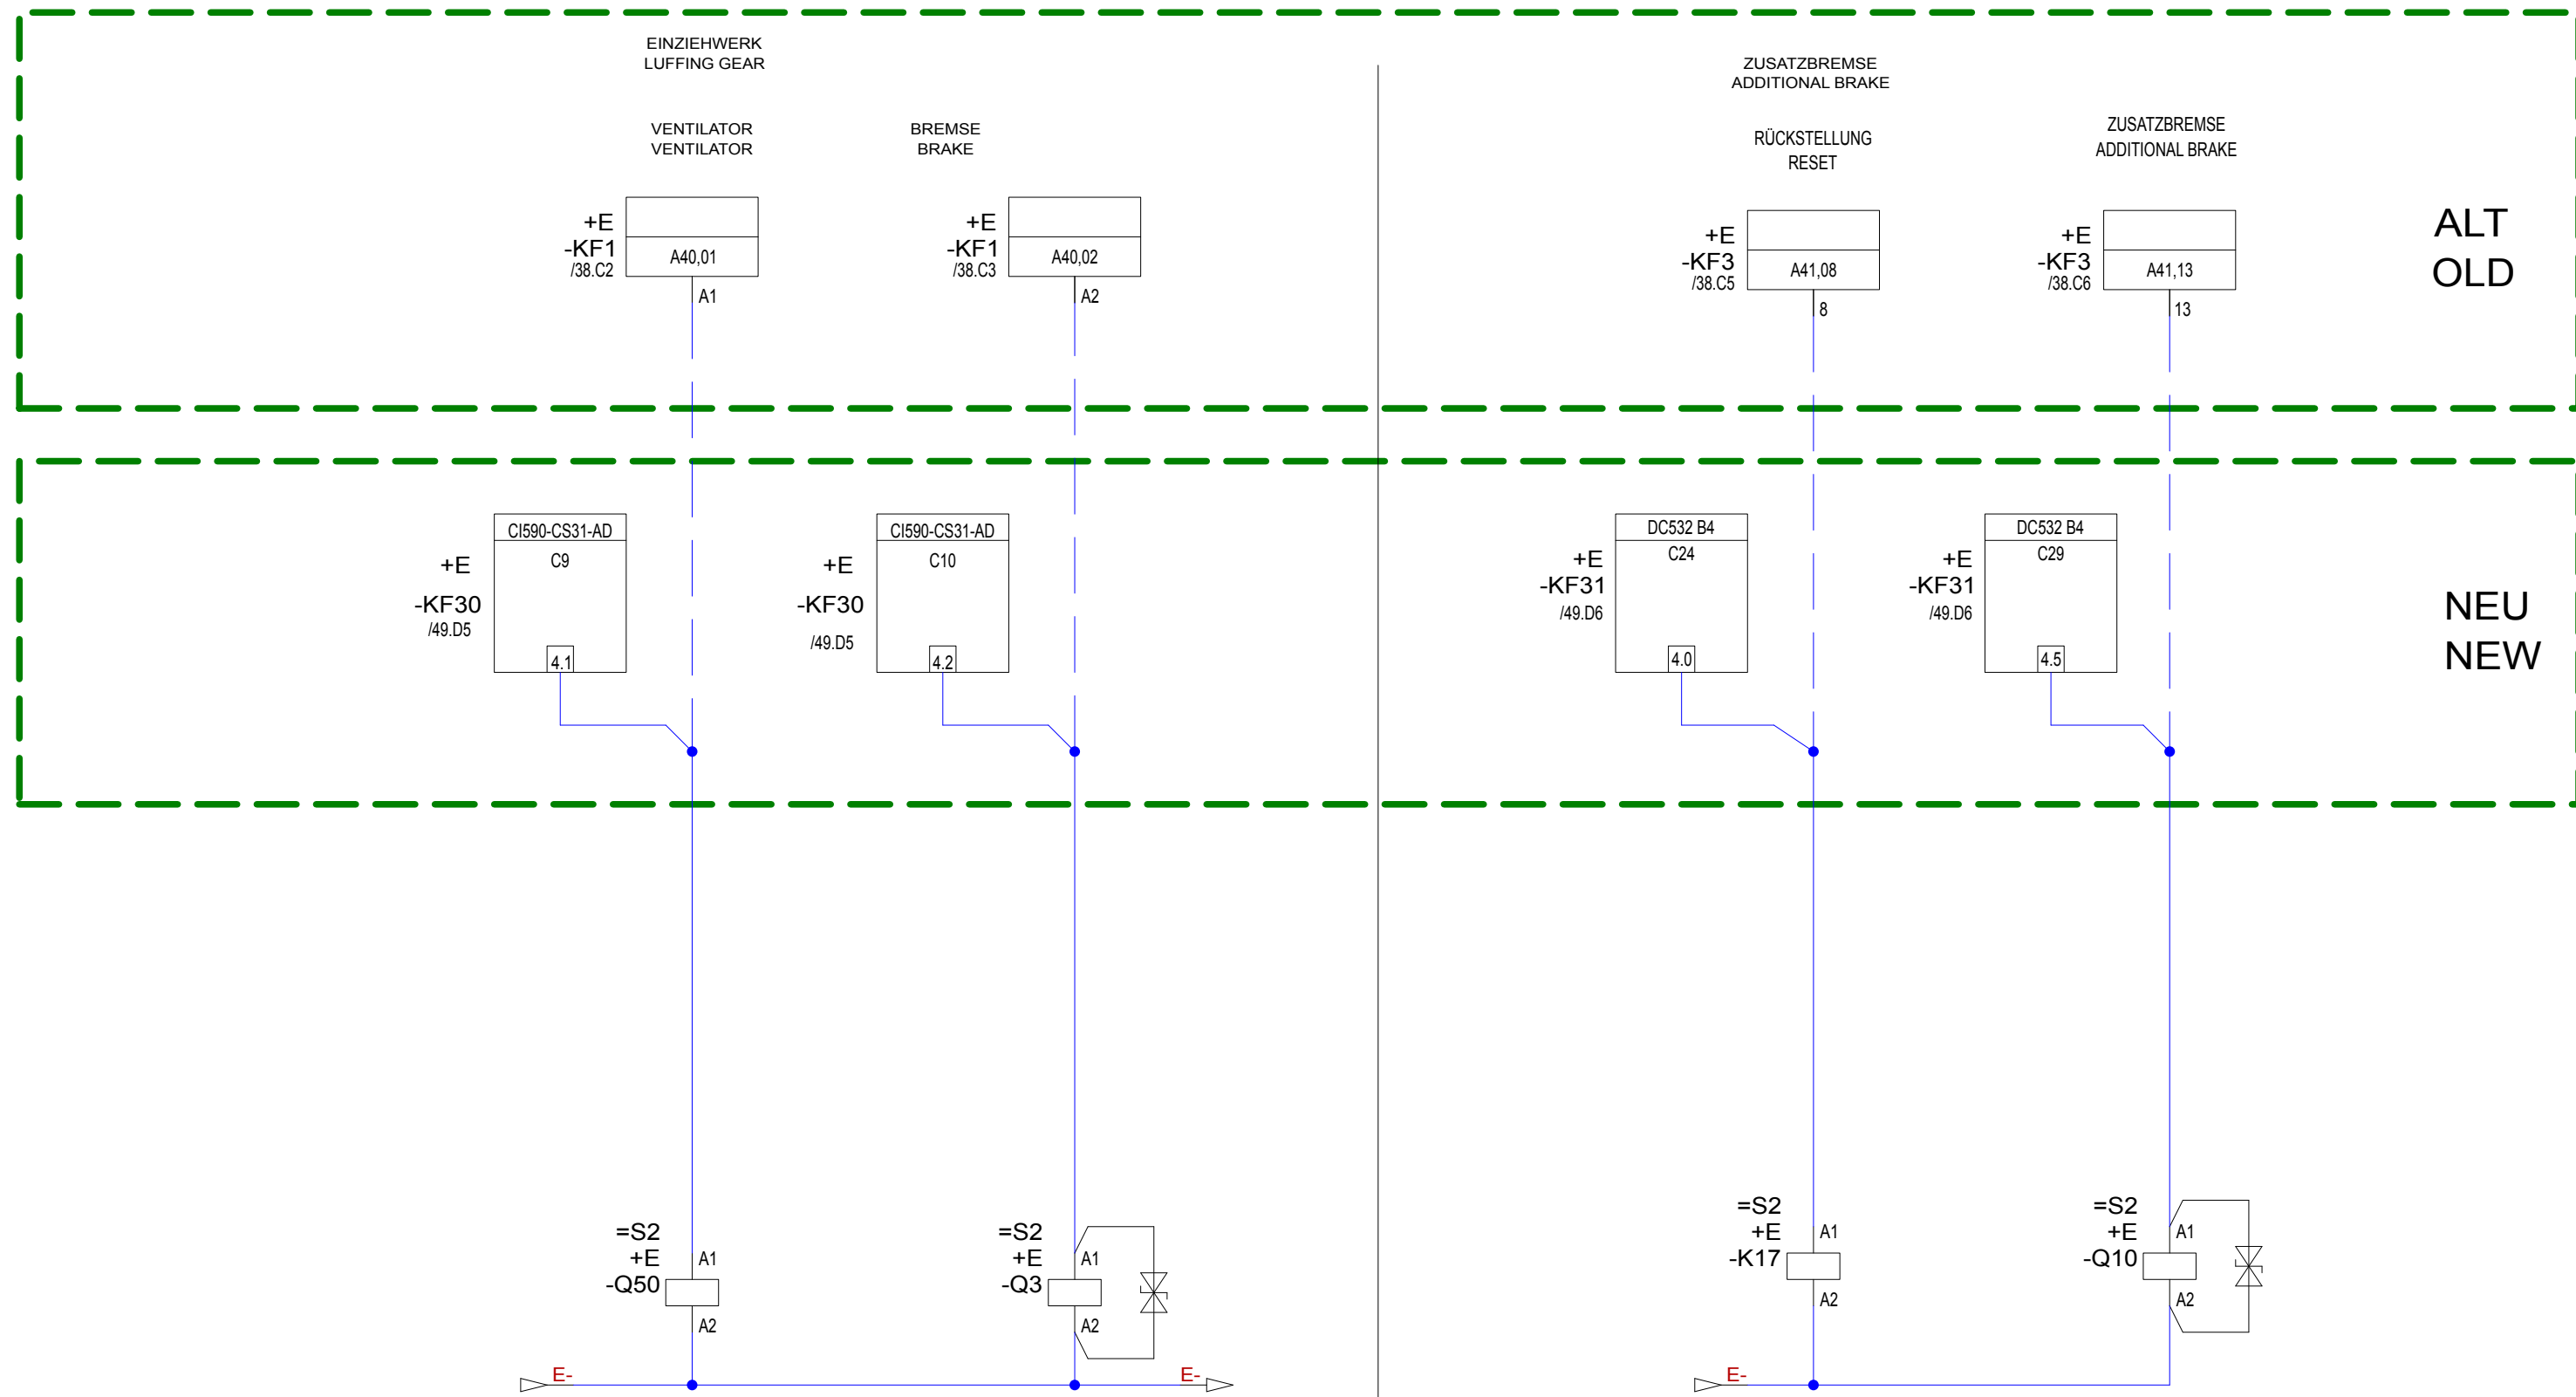 EINZIEHWERK
LUFFING GEAR
VENTILATOR
VENTILATOR
BREMSE
BRAKE
ZUSATZBREMSE
ADDITIONAL BRAKE
RÜCKSTELLUNG
RESET
ZUSATZBREMSE
ADDITIONAL BRAKE
+E
-KF1
/38.C2
A40,01
A1
+E
-KF1
/38.C3
A40,02
A2
+E
-KF3
/38.C5
A41,08
8
+E
-KF3
/38.C6
A41,13
13
ALT
OLD
CI590-CS31-AD
C9
+E
-KF30
/49.D5
4.1
CI590-CS31-AD
C10
+E
-KF30
/49.D5
4.2
DC532 B4
C24
+E
-KF31
/49.D6
4.0
DC532 B4
C29
+E
-KF31
/49.D6
4.5
NEU
NEW
=S2
+E
-Q50
A1
A2
=S2
+E
-Q3
A1
A2
=S2
+E
-K17
A1
A2
=S2
+E
-Q10
A1
A2
E-
E-
E-